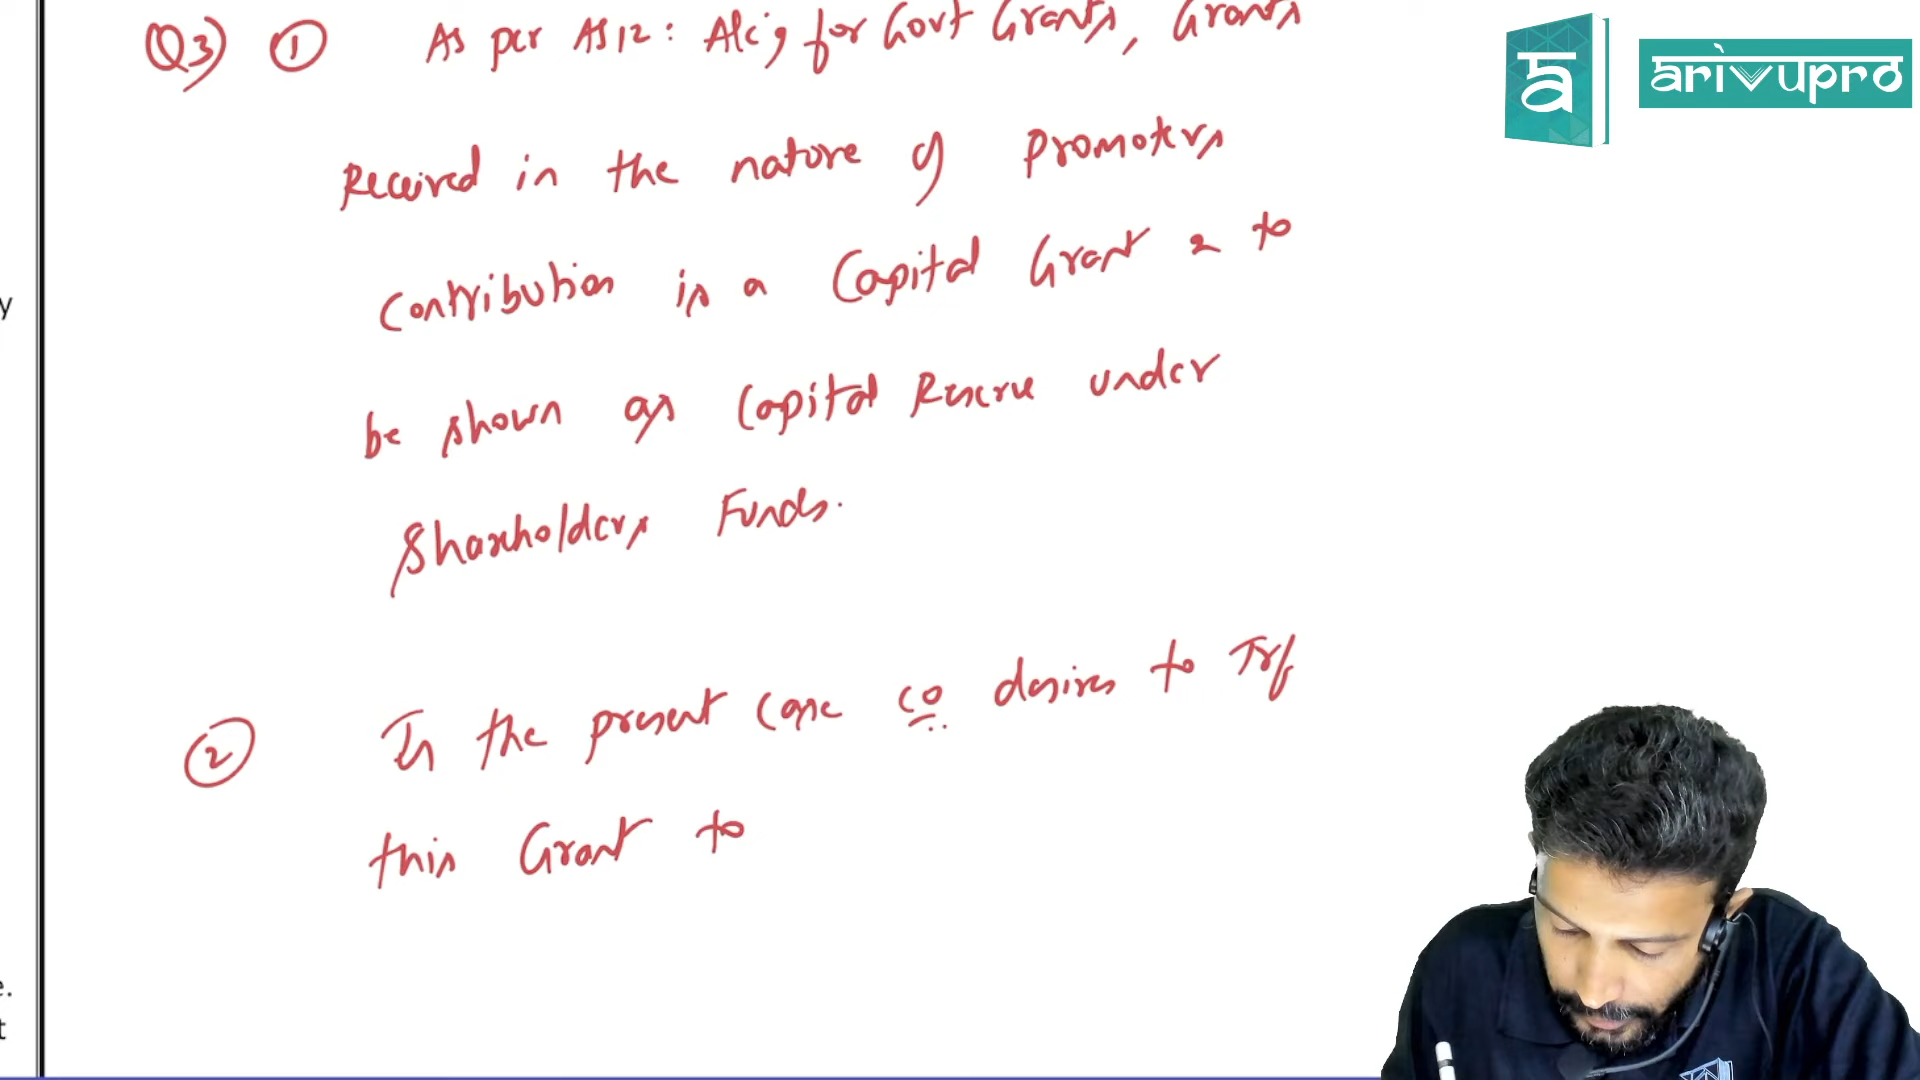 Q3) ① As per AS12: A/c'g for Govt Grants, Grants
ā arivupro
Received in the nature of promoters
contribution is a Capital Grant & to
y
be shown as Capital Reserve under
Shareholders Funds.
② In the present case co desires to Trf
this Grant to
e.
t